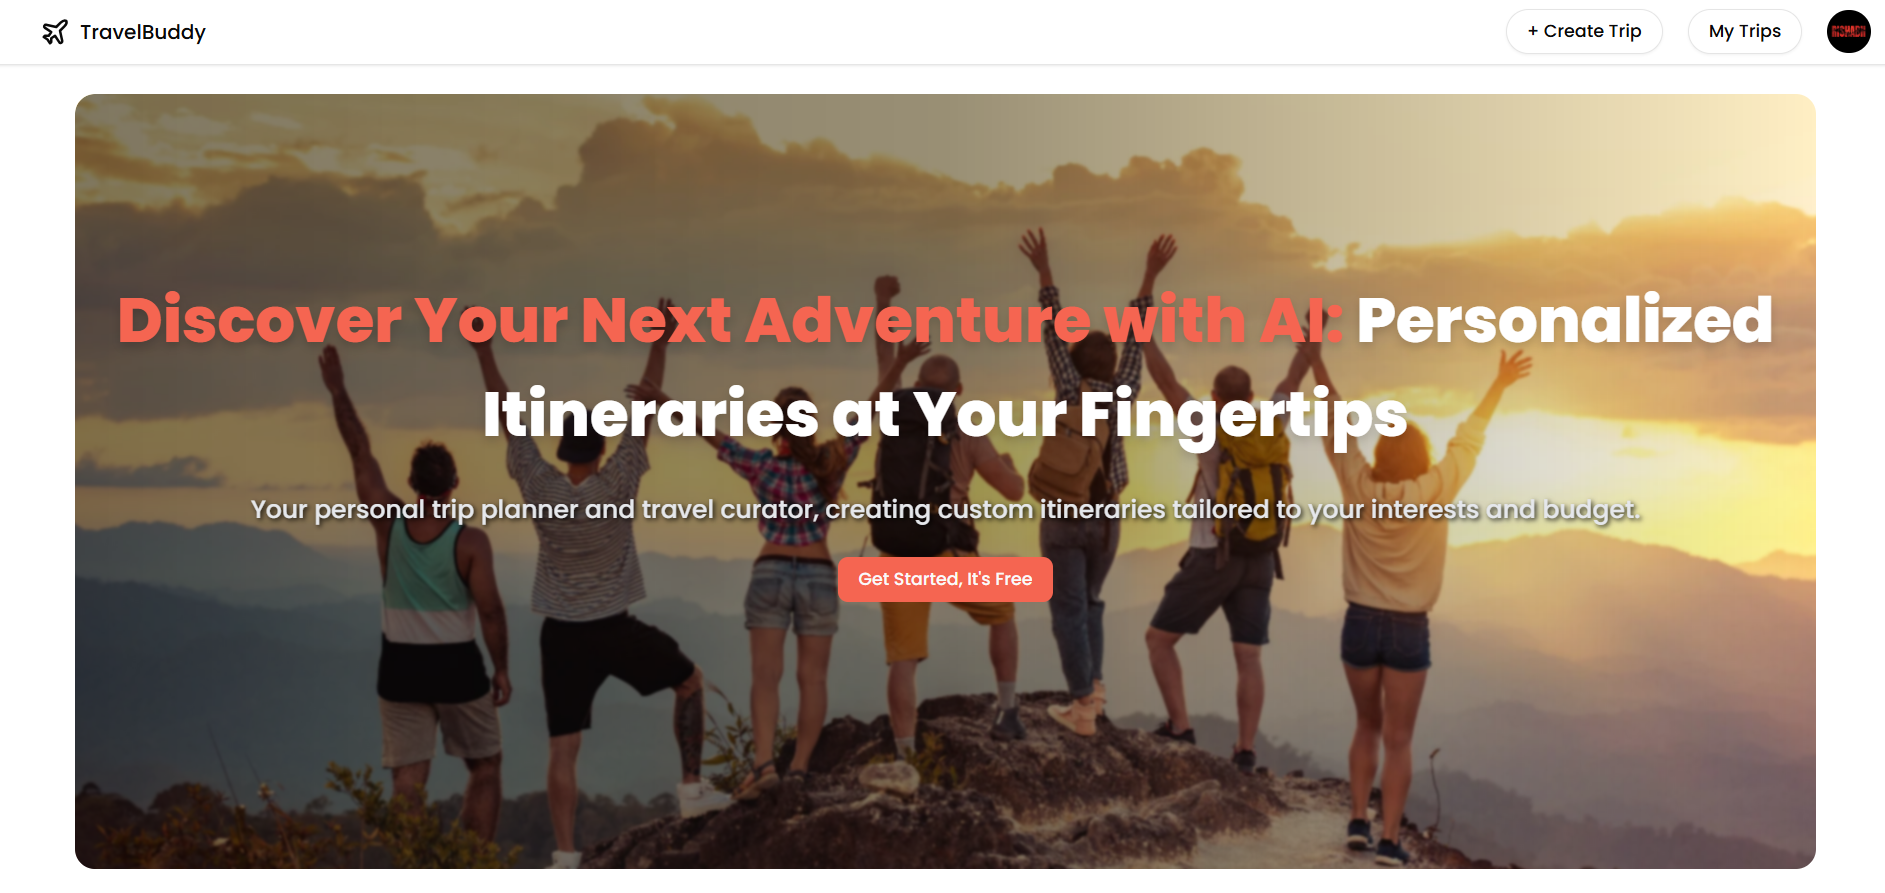 TravelBuddy
+ Create Trip
My Trips
Discover Your Next Adventure with AI: Personalized
Itineraries at Your Fingertips
Your personal trip planner and travel curator, creating custom itineraries tailored to your interests and budget.
Get Started, It's Free